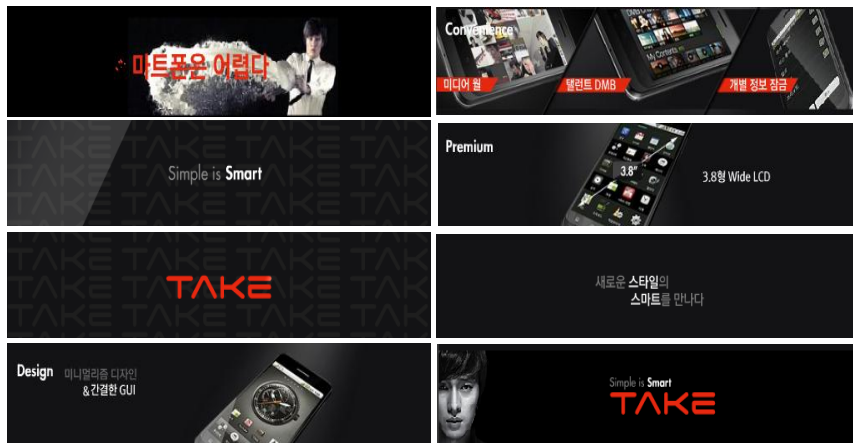 마트폰은 어렵다
Simple is Smart
TAKE
Design 미니멀리즘 디자인
&간결한 GUI
Convenience
My Contents
미디어 월
탤런트 DMB
개별 정보 잠금
Premium
3.8"
3.8형 Wide LCD
새로운 스타일의
스마트를 만나다
Simple is Smart
TAKE